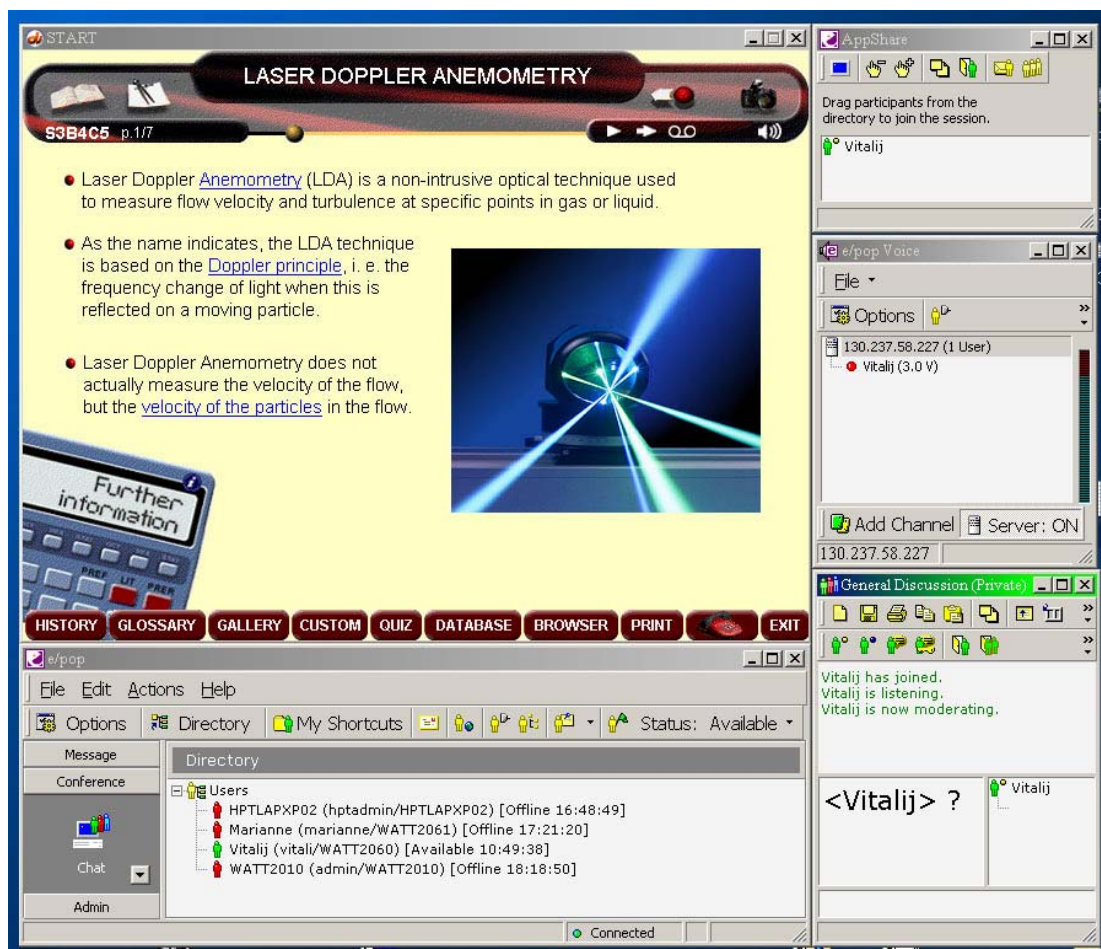 START
LASER DOPPLER ANEMOMETRY
S3B4C5 p.1/7
Laser Doppler Anemometry (LDA) is a non-intrusive optical technique used
to measure flow velocity and turbulence at specific points in gas or liquid.
As the name indicates, the LDA technique
is based on the Doppler principle, i. e. the
frequency change of light when this is
reflected on a moving particle.
Laser Doppler Anemometry does not
actually measure the velocity of the flow,
but the velocity of the particles in the flow.
Further
information
PREF LIT PRER
HISTORY GLOSSARY GALLERY CUSTOM QUIZ DATABASE BROWSER PRINT EXIT
e/pop
File Edit Actions Help
Options Directory My Shortcuts Status: Available
Message
Conference
Chat
Admin
Directory
Users
HPTLAPXP02 (hptadmin/HPTLAPXP02) [Offline 16:48:49]
Marianne (marianne/WATT2061) [Offline 17:21:20]
Vitalij (vitali/WATT2060) [Available 10:49:38]
WATT2010 (admin/WATT2010) [Offline 18:18:50]
Connected
AppShare
Drag participants from the
directory to join the session.
Vitalij
e/pop Voice
File
Options
130.237.58.227 (1 User)
Vitalij (3.0 V)
Add Channel Server: ON
130.237.58.227
General Discussion (Private)
Vitalij has joined.
Vitalij is listening.
Vitalij is now moderating.
<Vitalij> ?
Vitalij